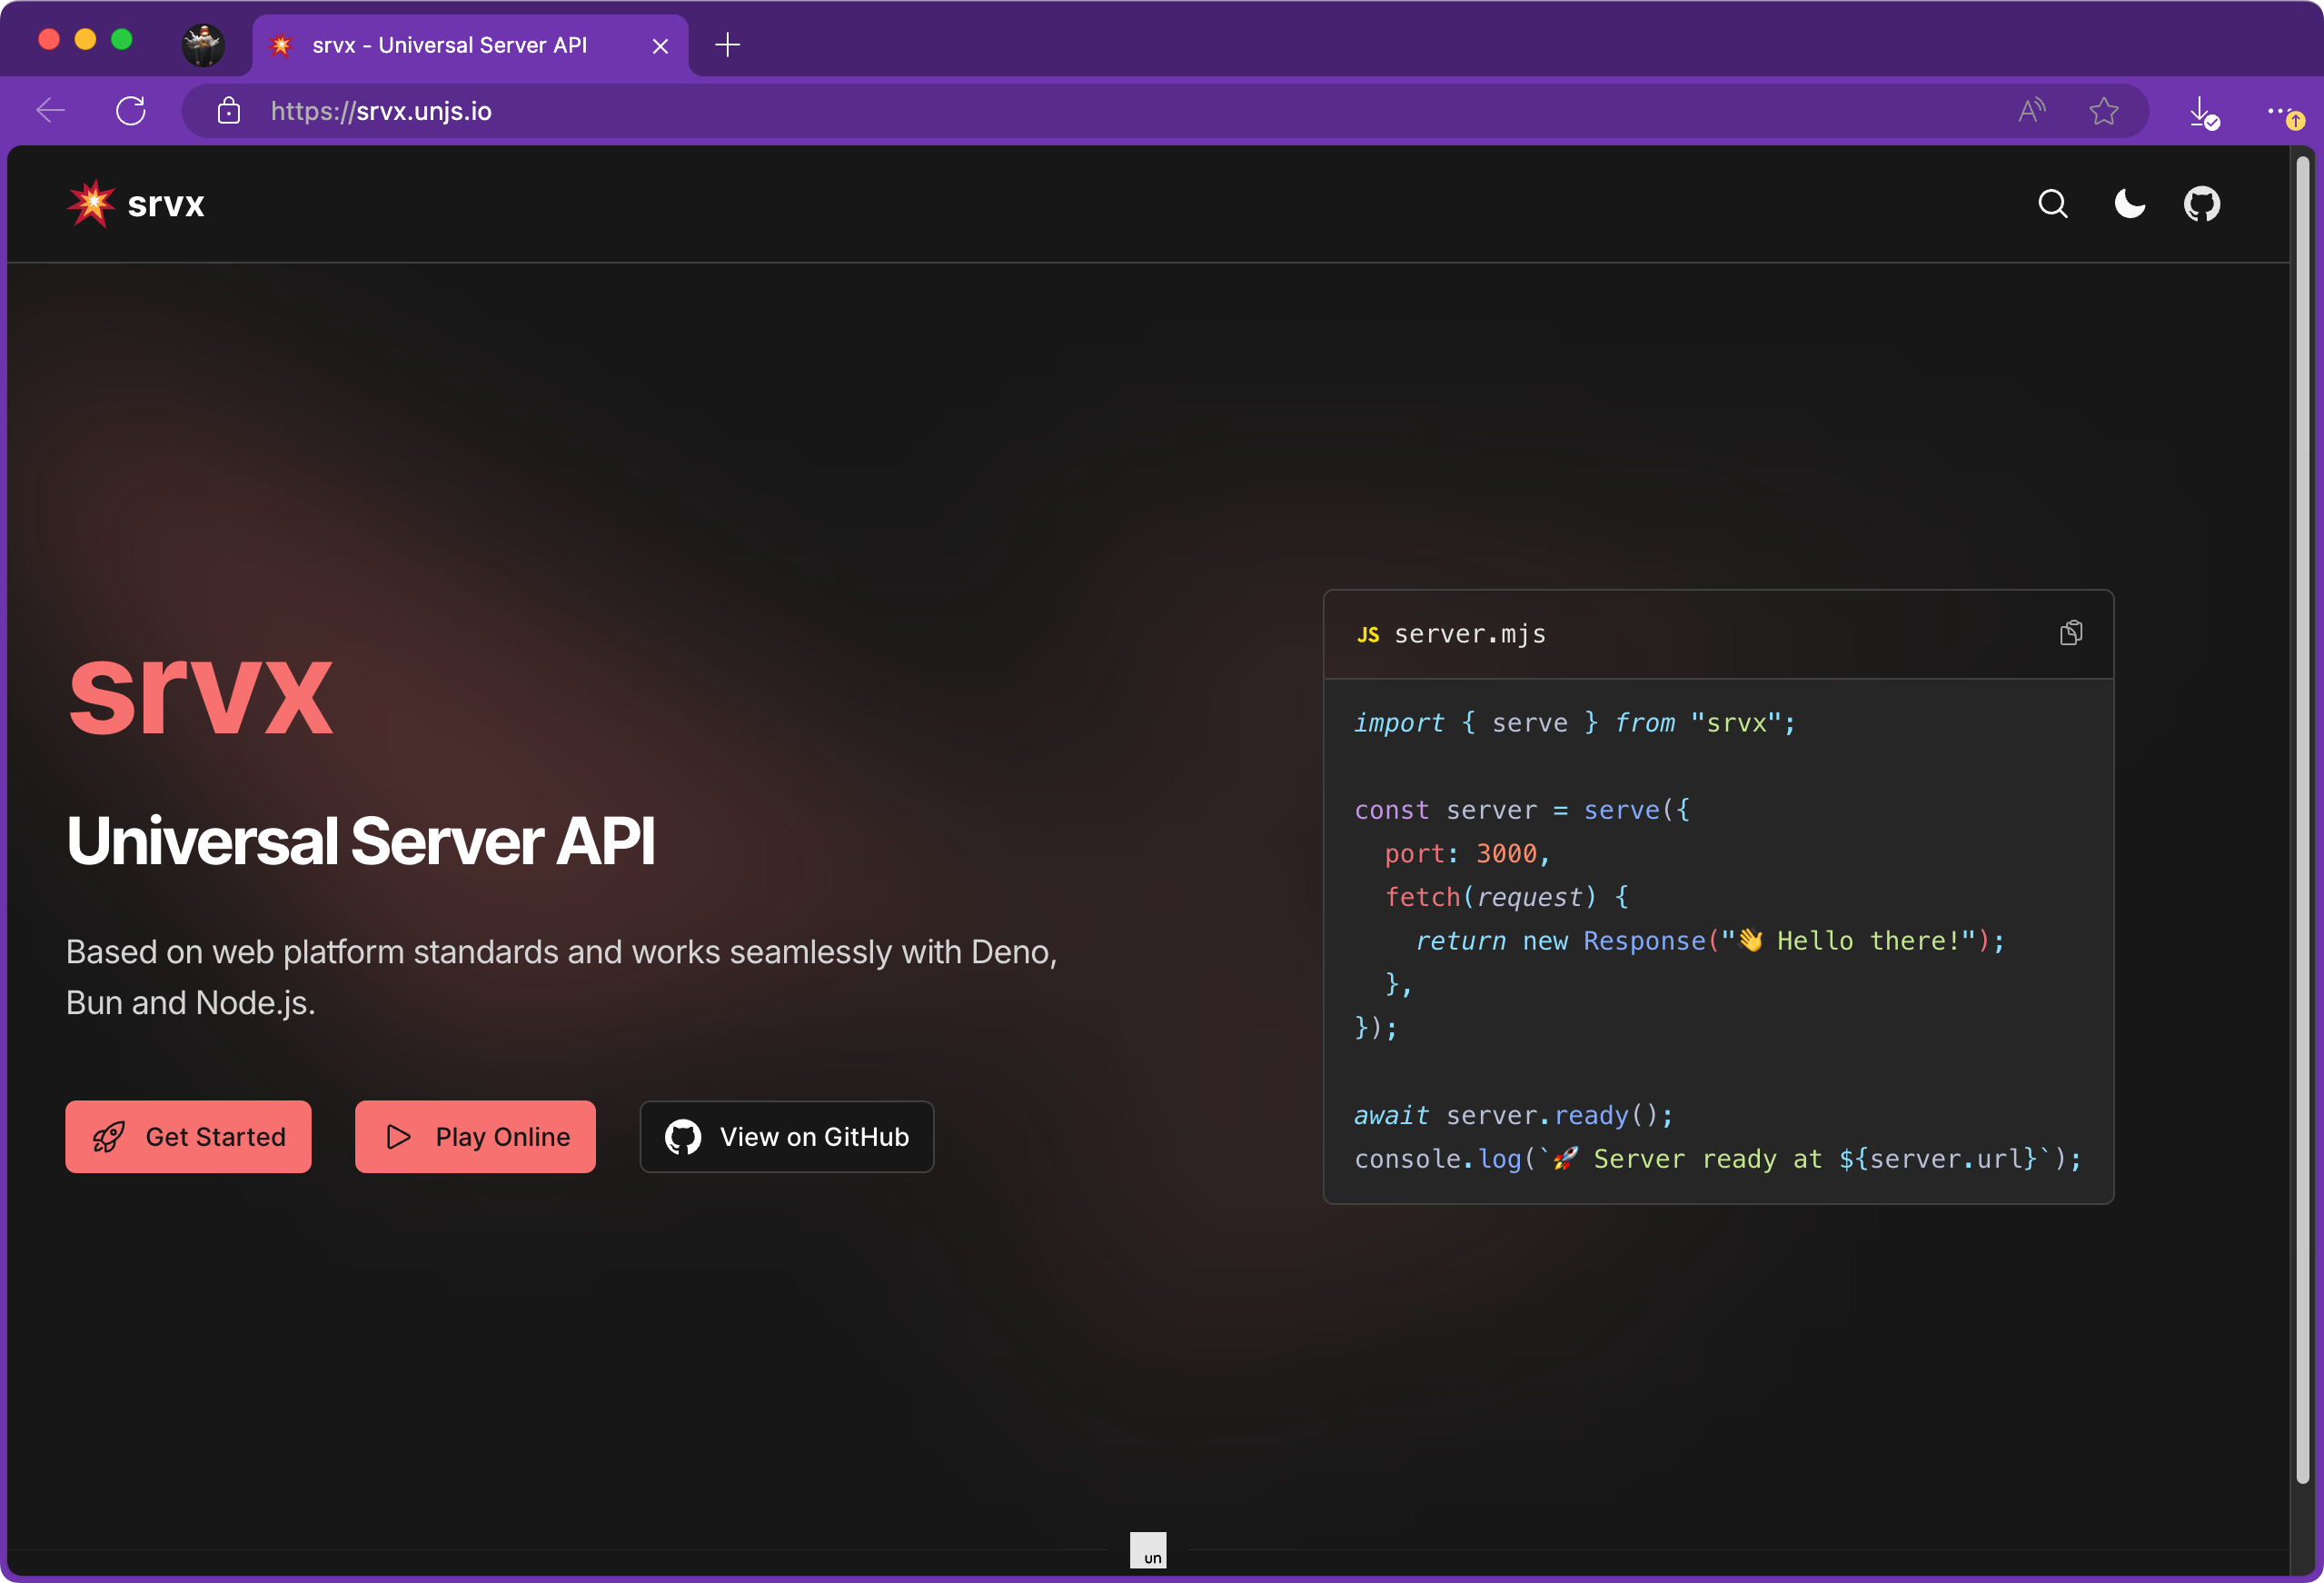 srvx - Universal Server API
https://srvx.unjs.io
srvx
srvx
Universal Server API
Based on web platform standards and works seamlessly with Deno,
Bun and Node.js.
Get Started
Play Online
View on GitHub
JS server.mjs
import { serve } from "srvx";
const server = serve({
  port: 3000,
  fetch(request) {
    return new Response("👋 Hello there!");
  },
});
await server.ready();
console.log(`🚀 Server ready at ${server.url}`);
un